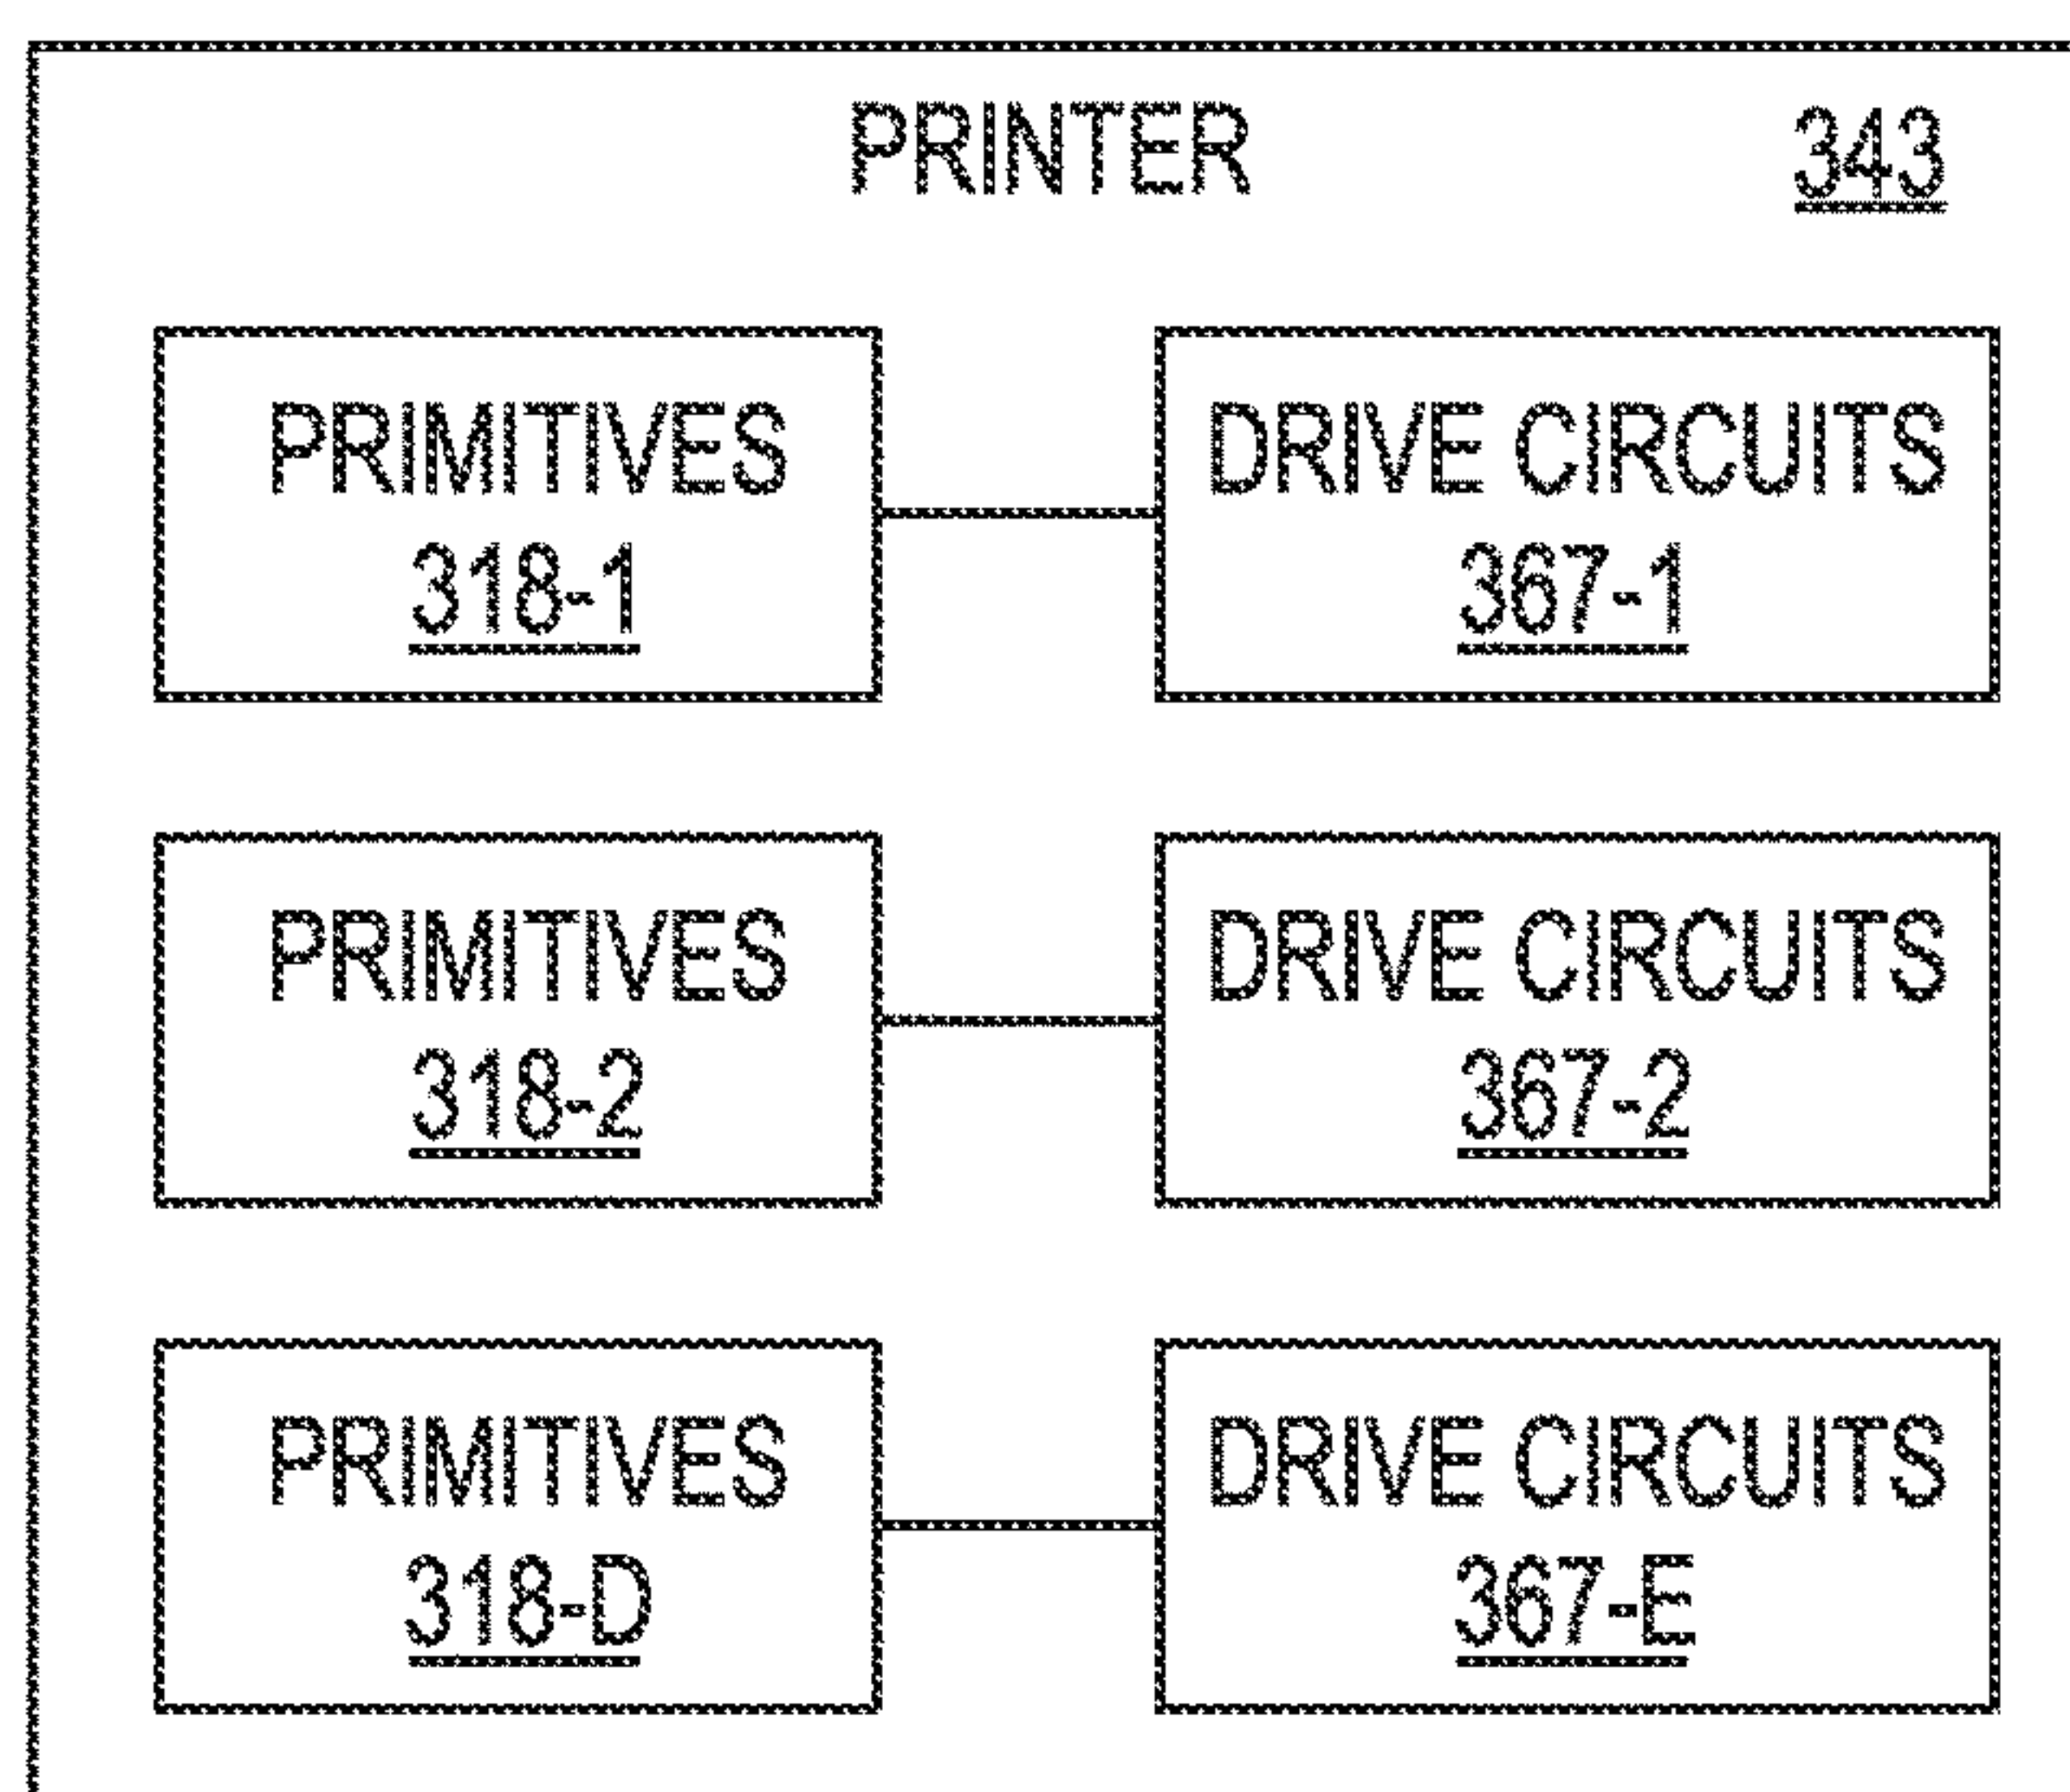 PRINTER 343
PRIMITIVES
318-1
DRIVE CIRCUITS
367-1
PRIMITIVES
318-2
DRIVE CIRCUITS
367-2
PRIMITIVES
318-D
DRIVE CIRCUITS
367-E